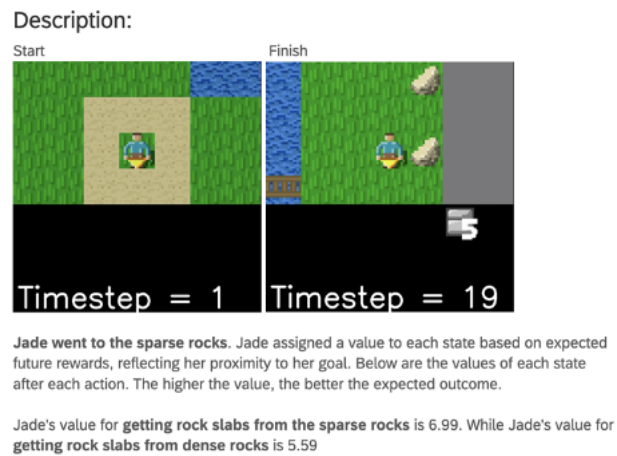 Description:
Start Finish
Timestep = 1 Timestep = 19
5
Jade went to the sparse rocks. Jade assigned a value to each state based on expected
future rewards, reflecting her proximity to her goal. Below are the values of each state
after each action. The higher the value, the better the expected outcome.
Jade's value for getting rock slabs from the sparse rocks is 6.99. While Jade's value for
getting rock slabs from dense rocks is 5.59